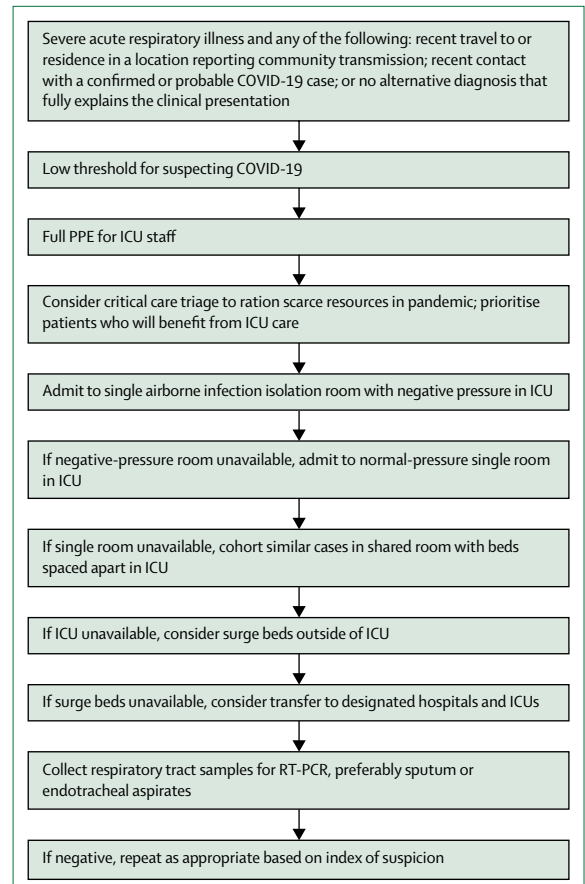 Severe acute respiratory illness and any of the following: recent travel to or
residence in a location reporting community transmission; recent contact
with a confirmed or probable COVID-19 case; or no alternative diagnosis that
fully explains the clinical presentation
Low threshold for suspecting COVID-19
Full PPE for ICU staff
Consider critical care triage to ration scarce resources in pandemic; prioritise
patients who will benefit from ICU care
Admit to single airborne infection isolation room with negative pressure in ICU
If negative-pressure room unavailable, admit to normal-pressure single room
in ICU
If single room unavailable, cohort similar cases in shared room with beds
spaced apart in ICU
If ICU unavailable, consider surge beds outside of ICU
If surge beds unavailable, consider transfer to designated hospitals and ICUs
Collect respiratory tract samples for RT-PCR, preferably sputum or
endotracheal aspirates
If negative, repeat as appropriate based on index of suspicion